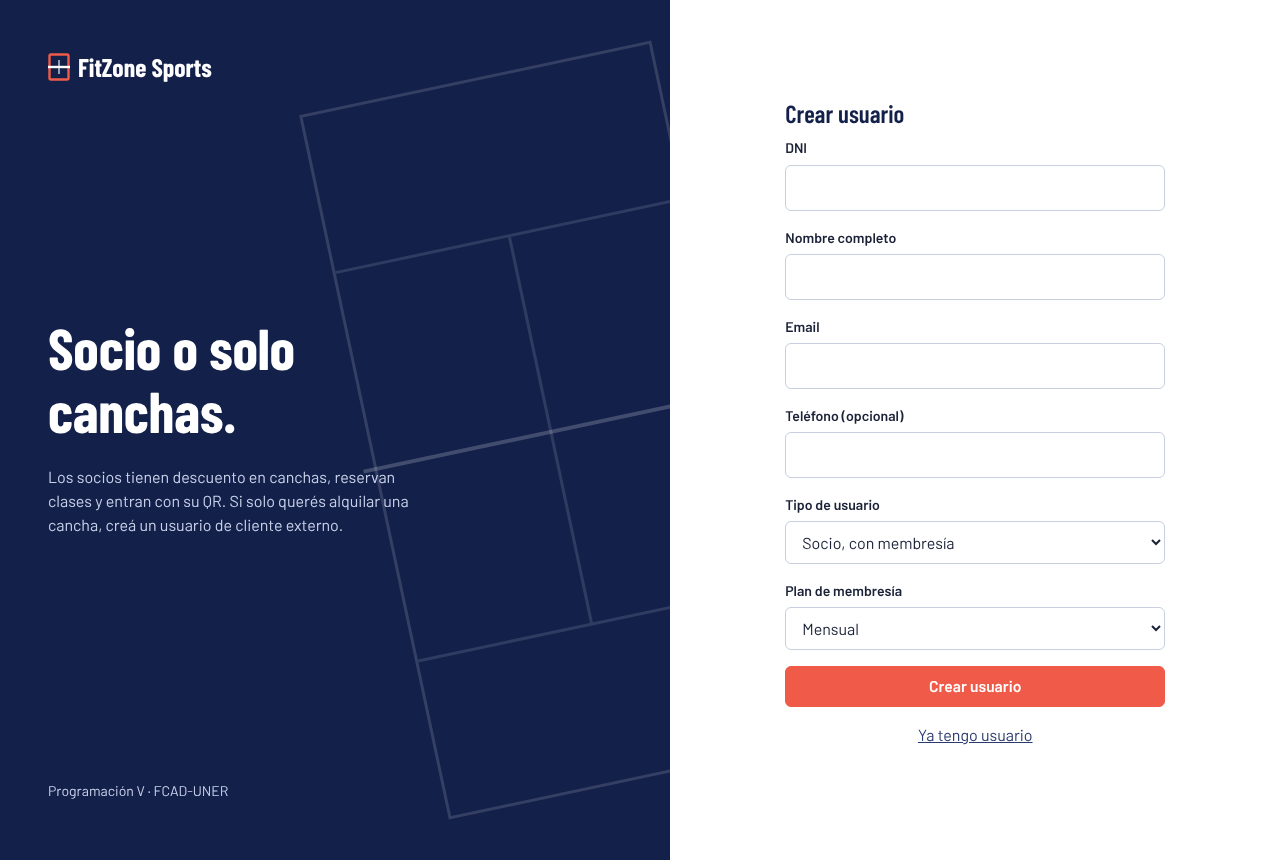 FitZone Sports
Socio o solo
canchas.
Los socios tienen descuento en canchas, reservan
clases y entran con su QR. Si solo querés alquilar una
cancha, creá un usuario de cliente externo.
Programación V · FCAD-UNER
Crear usuario
DNI
Nombre completo
Email
Teléfono (opcional)
Tipo de usuario
Socio, con membresía
Plan de membresía
Mensual
Crear usuario
Ya tengo usuario